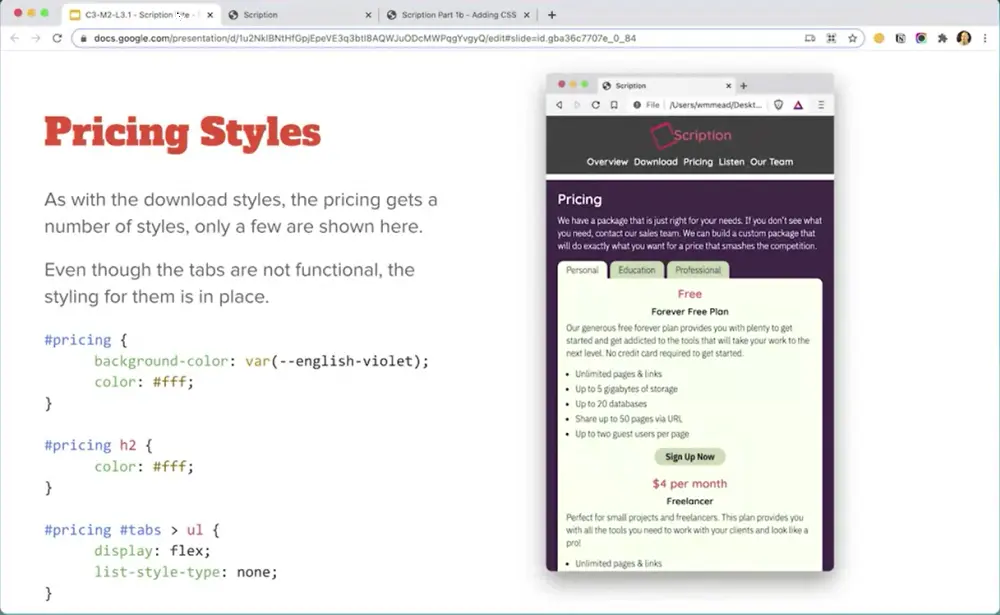 C3-M2-L3.1 - Scription Site -
Scription
Scription Part 1b - Adding CSS
docs.google.com/presentation/d/1u2NkIBNtHfGpjEpeVE3q3btI8AQWJuODcMWPqgYvgyQ/edit#slide=id.gba36c7707e_0_84
Pricing Styles
As with the download styles, the pricing gets a
number of styles, only a few are shown here.
Even though the tabs are not functional, the
styling for them is in place.
#pricing {
background-color: var(--english-violet);
color: #fff;
}
#pricing h2 {
color: #fff;
}
#pricing #tabs > ul {
display: flex;
list-style-type: none;
}
Scription
File /Users/wmmead/Deskt...
Scription
Overview Download Pricing Listen Our Team
Pricing
We have a package that is just right for your needs. If you don't see what
you need, contact our sales team. We can build a custom package that
will do exactly what you want for a price that smashes the competition.
Personal Education Professional
Free
Forever Free Plan
Our generous free forever plan provides you with plenty to get
started and get addicted to the tools that will take your work to the
next level. No credit card required to get started.
Unlimited pages & links
Up to 5 gigabytes of storage
Up to 20 databases
Share up to 50 pages via URL
Up to two guest users per page
Sign Up Now
$4 per month
Freelancer
Perfect for small projects and freelancers. This plan provides you
with all the tools you need to work with your clients and look like a
pro!
Unlimited pages & links